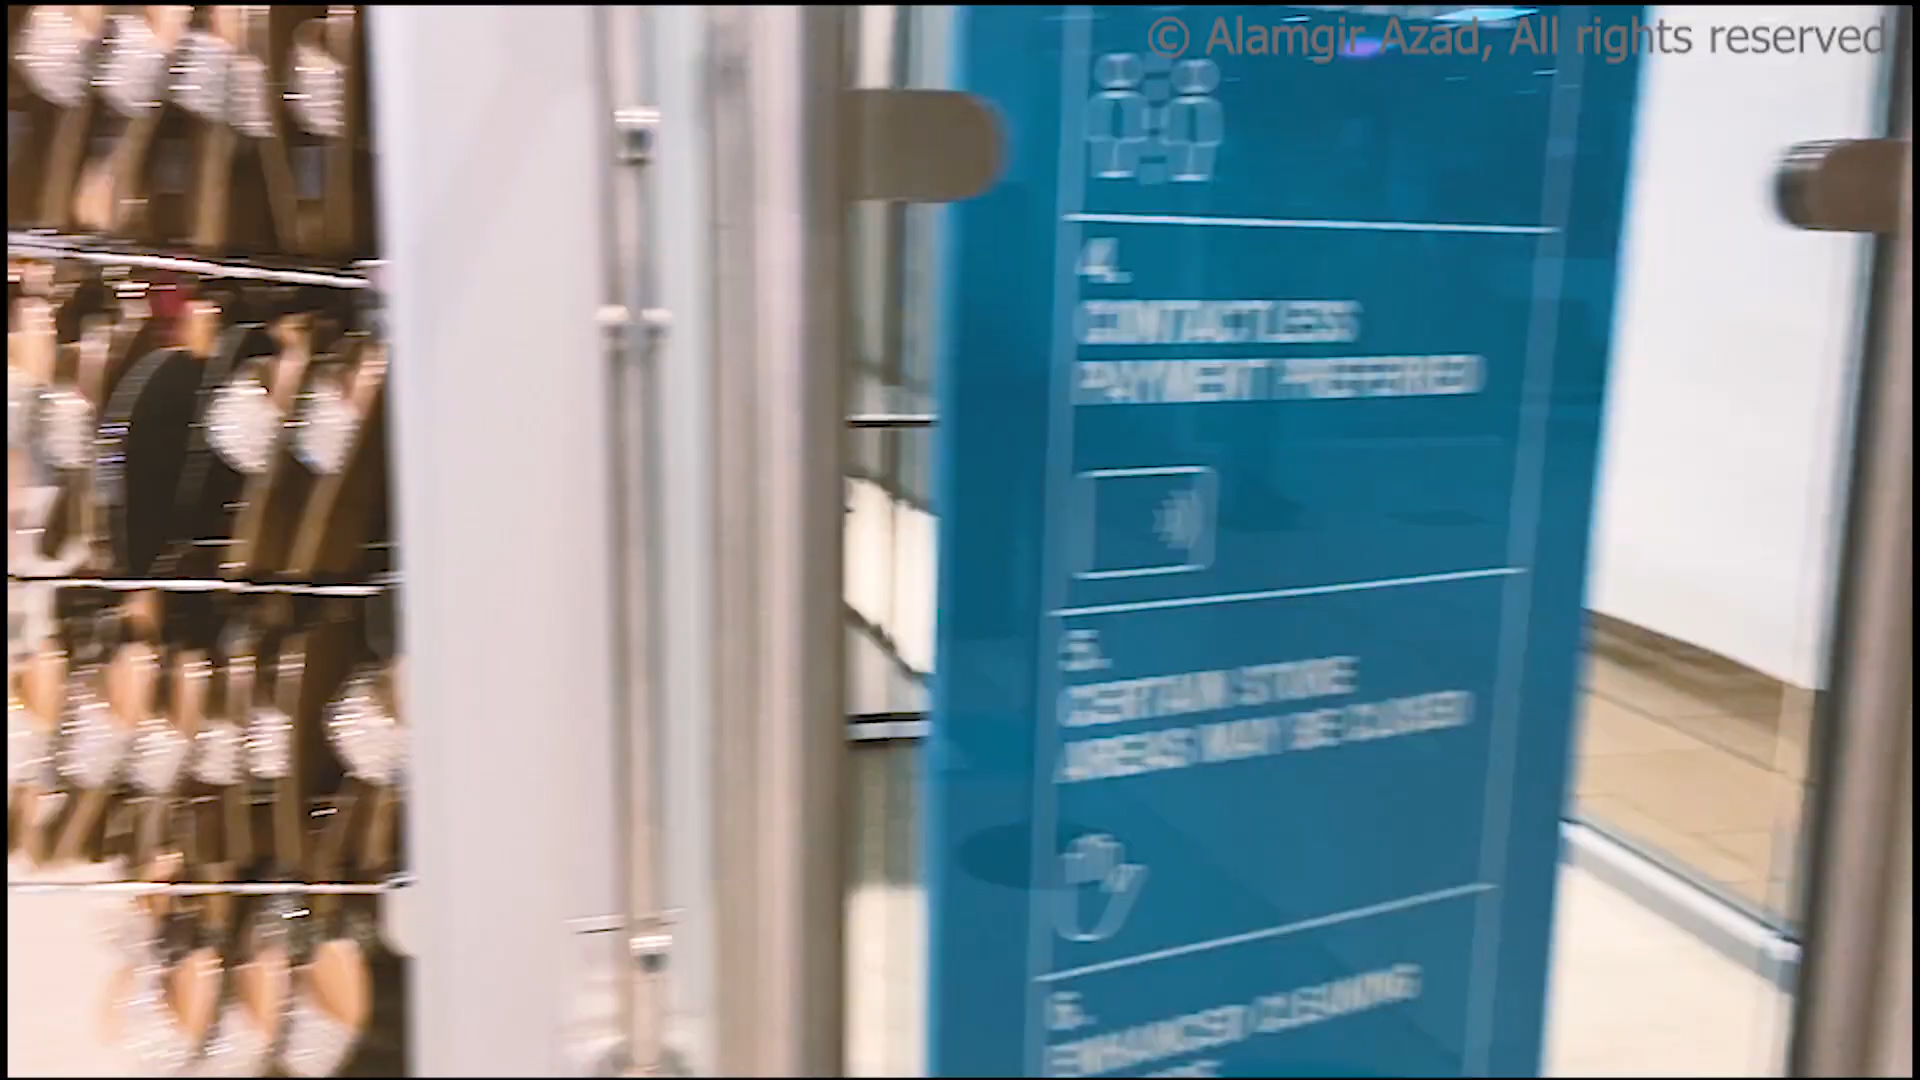 © Alamgir Azad, All rights reserved
4.
CONTACTLESS
PAYMENT PREFERRED
5.
CERTAIN STORE
AREAS MAY BE CLOSED
6.
ENHANCED CLEANING